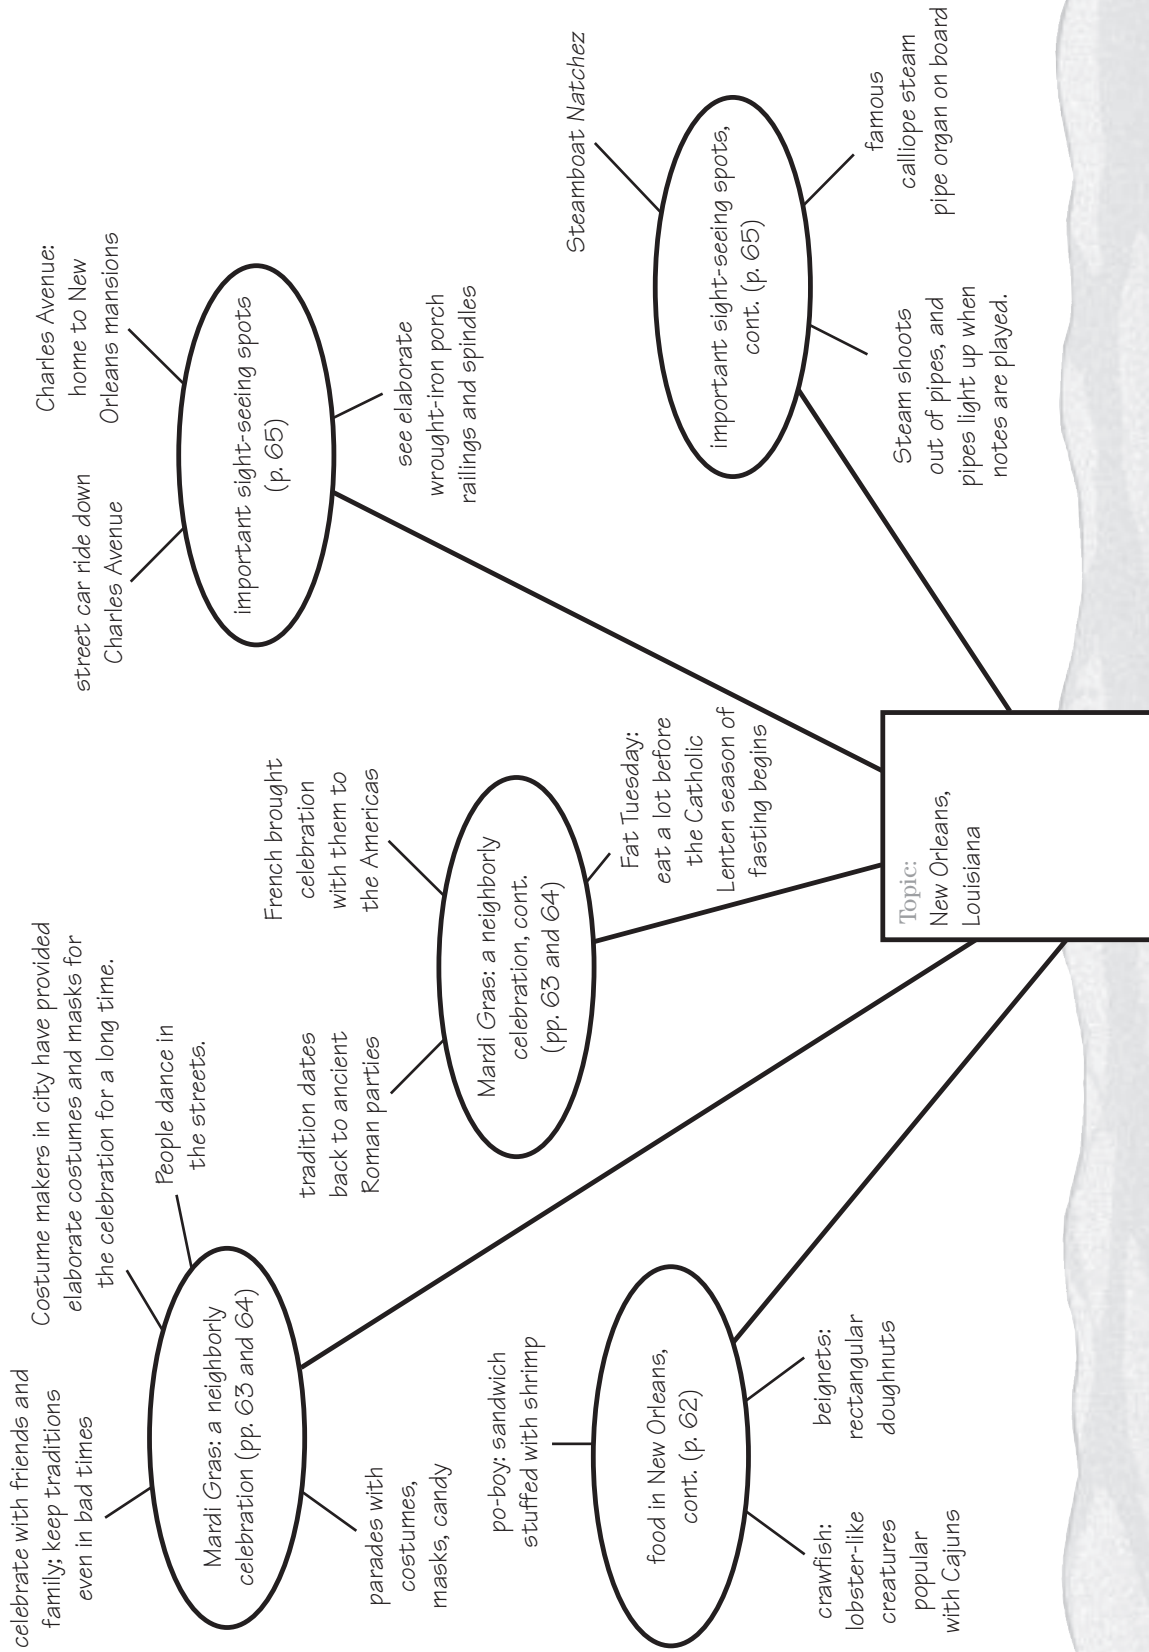 celebrate with friends and
family; keep traditions
even in bad times
Costume makers in city have provided
elaborate costumes and masks for
the celebration for a long time.
People dance in
the streets.
Mardi Gras: a neighborly
celebration (pp. 63 and 64)
parades with
costumes,
masks, candy
French brought
celebration
with them to
the Americas
tradition dates
back to ancient
Roman parties
Mardi Gras: a neighborly
celebration, cont.
(pp. 63 and 64)
Fat Tuesday:
eat a lot before
the Catholic
Lenten season of
fasting begins
street car ride down
Charles Avenue
Charles Avenue:
home to New
Orleans mansions
important sight-seeing spots
(p. 65)
see elaborate
wrought-iron porch
railings and spindles
po-boy: sandwich
stuffed with shrimp
food in New Orleans,
cont. (p. 62)
crawfish:
lobster-like
creatures
popular
with Cajuns
beignets:
rectangular
doughnuts
Steamboat Natchez
important sight-seeing spots,
cont. (p. 65)
Steam shoots
out of pipes, and
pipes light up when
notes are played.
famous
calliope steam
pipe organ on board
Topic:
New Orleans,
Louisiana